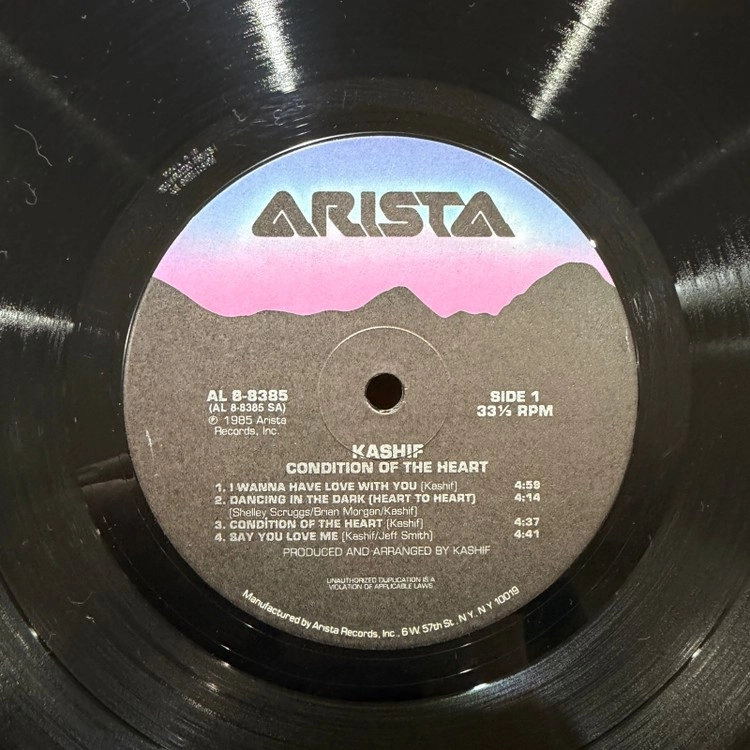 ARISTA
AL 8-8385
(AL 8-8385 SA)
℗ 1985 Arista
Records, Inc.
SIDE 1
33⅓ RPM
KASHIF
CONDITION OF THE HEART
1. I WANNA HAVE LOVE WITH YOU (Kashif) 4:59
2. DANCING IN THE DARK (HEART TO HEART) 4:14
(Shelley Scruggs/Brian Morgan/Kashif)
3. CONDITION OF THE HEART (Kashif) 4:37
4. SAY YOU LOVE ME (Kashif/Jeff Smith) 4:41
PRODUCED AND ARRANGED BY KASHIF
UNAUTHORIZED DUPLICATION IS A
VIOLATION OF APPLICABLE LAWS.
Manufactured by Arista Records, Inc., 6 W. 57th St., N.Y., N.Y. 10019